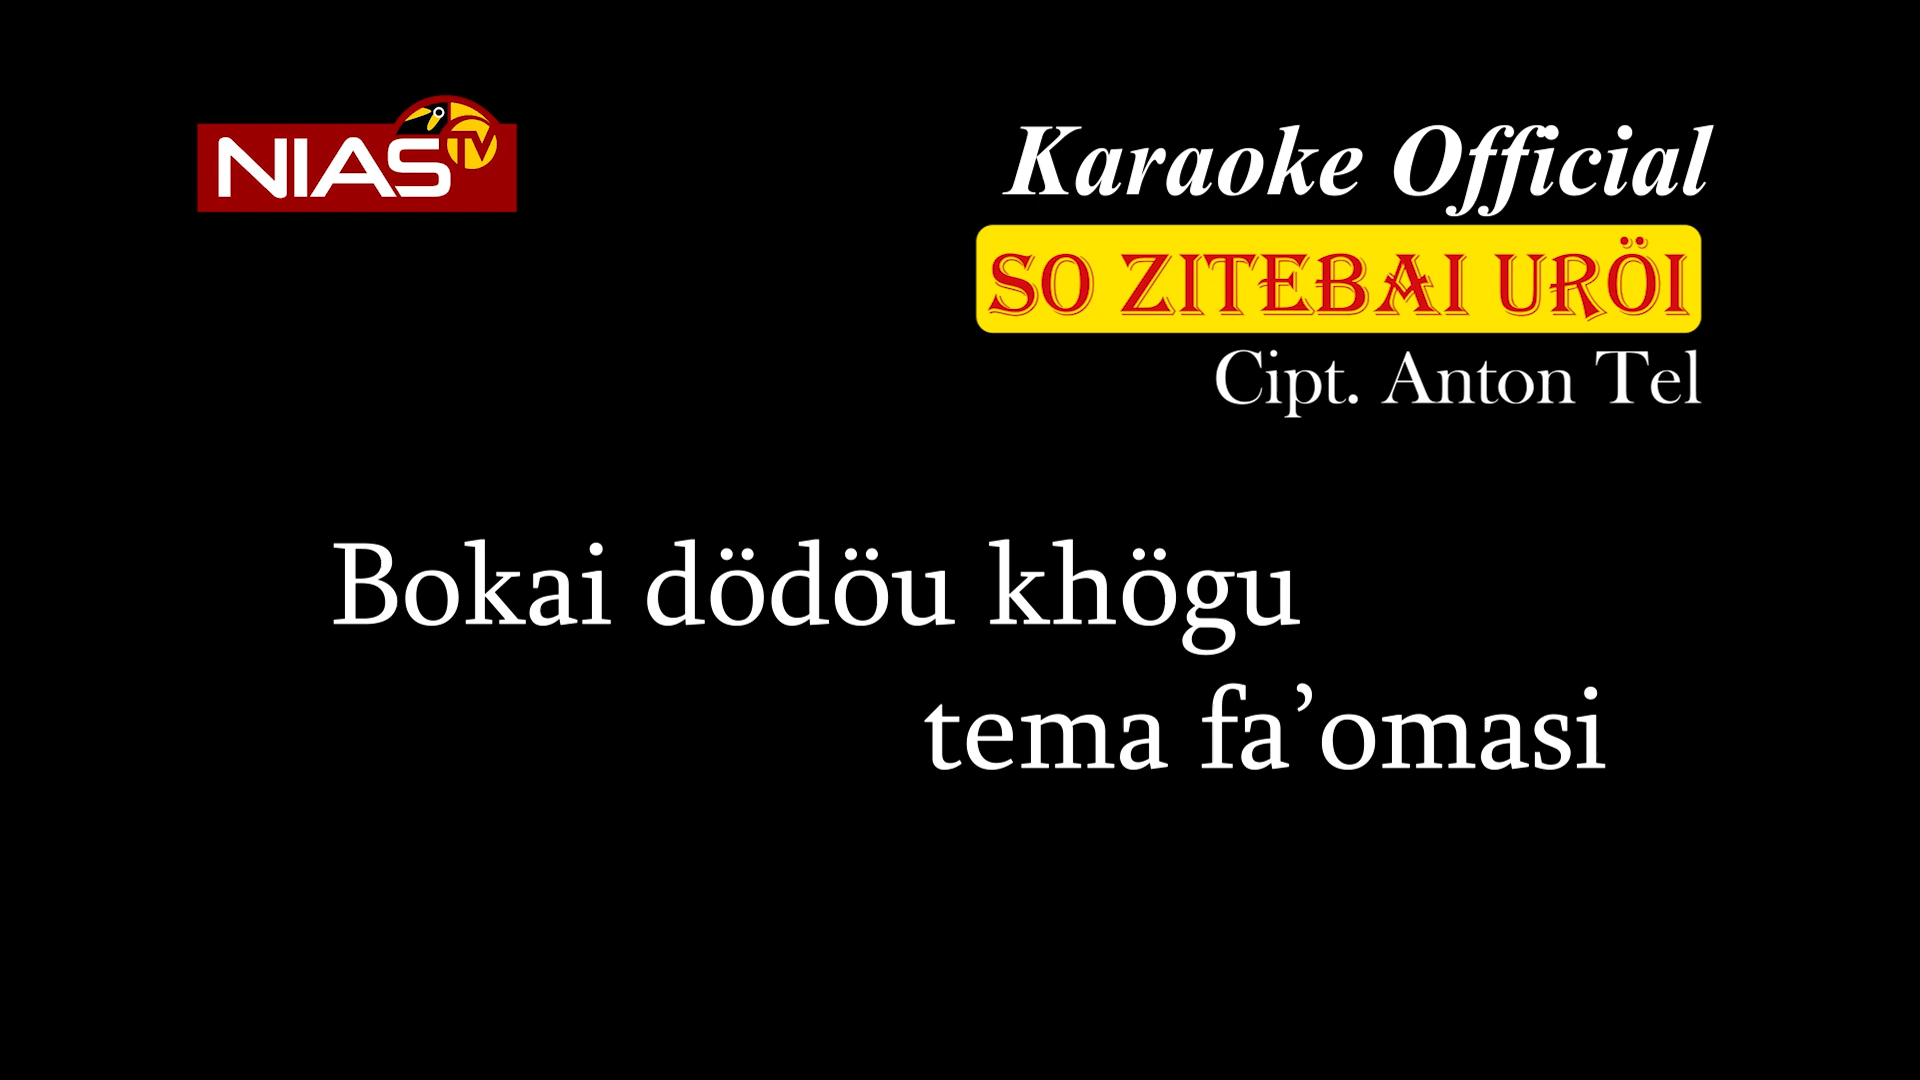 NIAS TV
Karaoke Official
SO ZITEBAI URÖI
Cipt. Anton Tel
Bokai dödöu khögu
tema fa’omasi